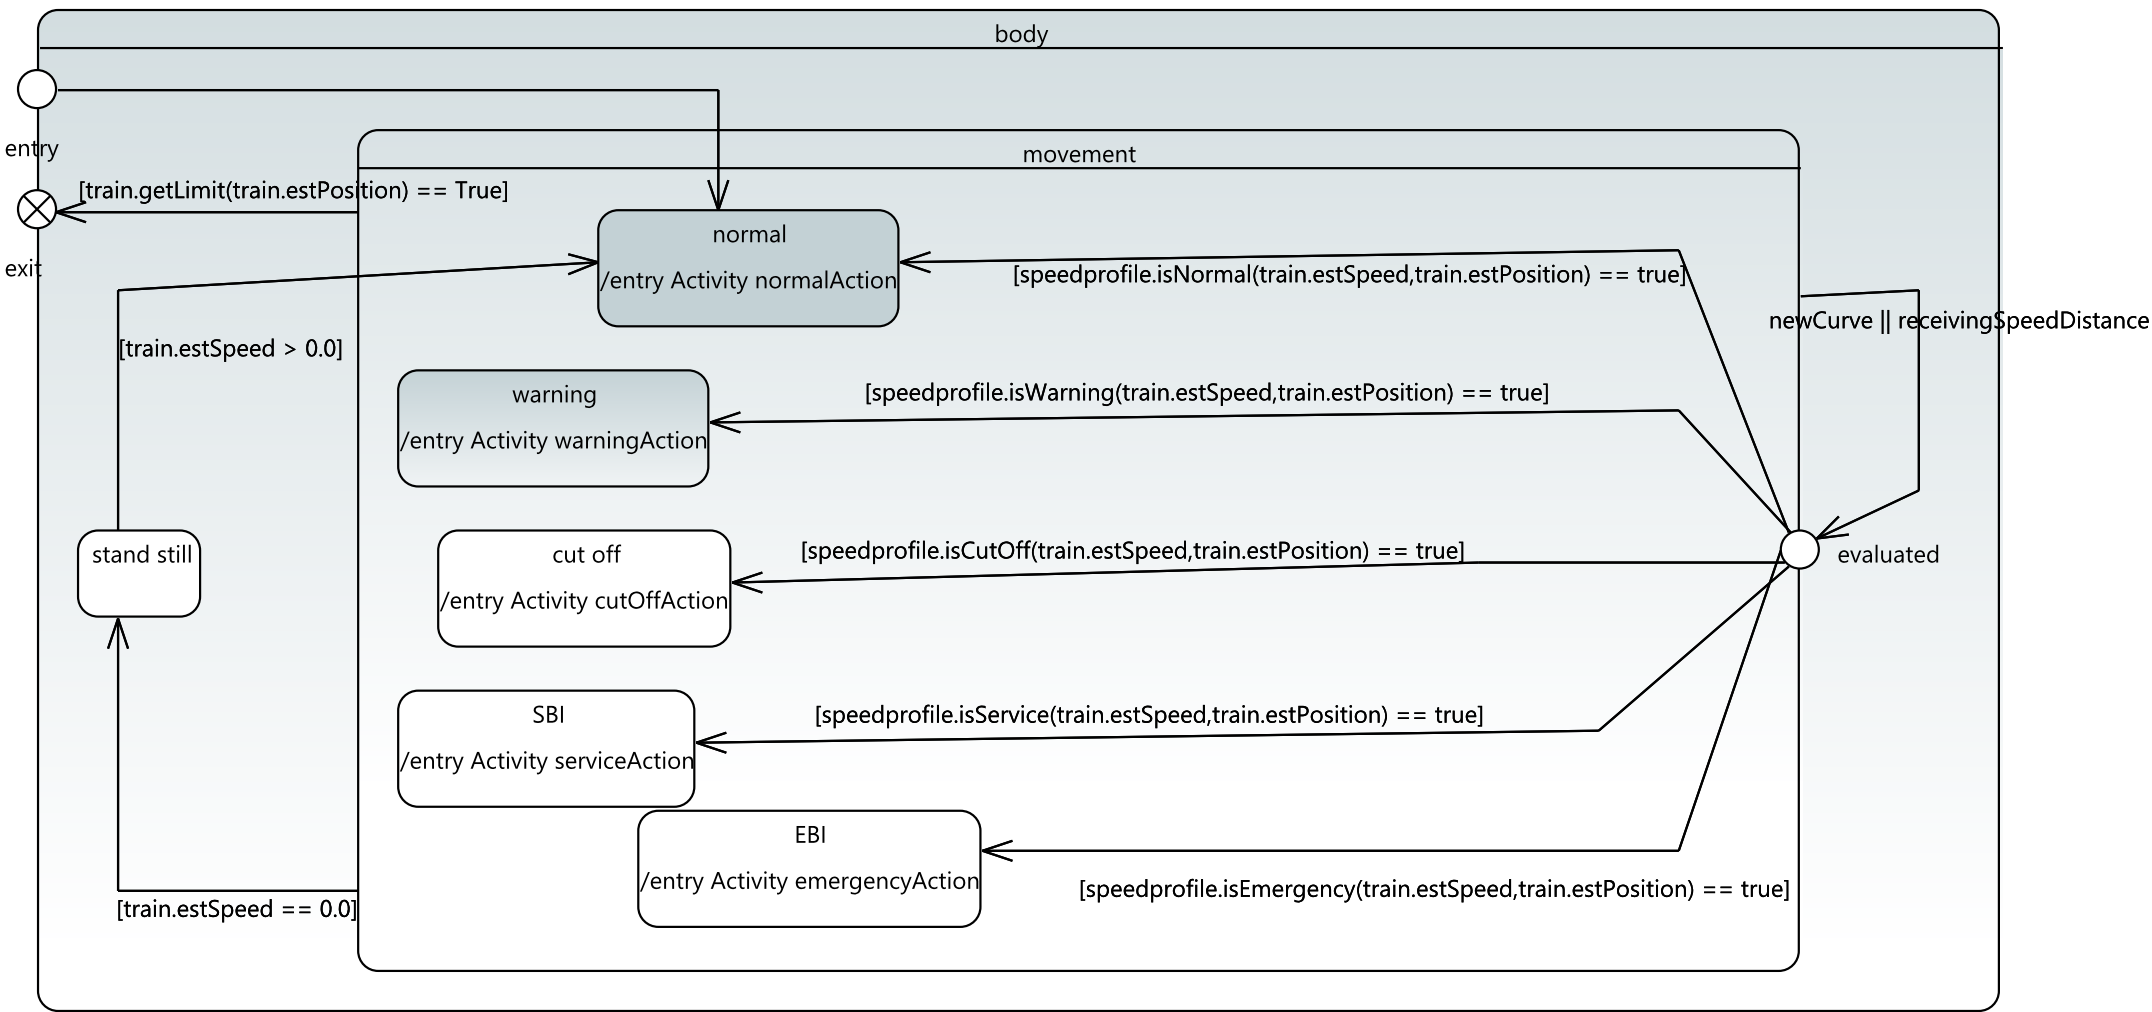 body
entry
movement
[train.getLimit(train.estPosition) == True]
exit
normal
/entry Activity normalAction
[speedprofile.isNormal(train.estSpeed,train.estPosition) == true]
newCurve || receivingSpeedDistance
[train.estSpeed > 0.0]
warning
/entry Activity warningAction
[speedprofile.isWarning(train.estSpeed,train.estPosition) == true]
stand still
cut off
/entry Activity cutOffAction
[speedprofile.isCutOff(train.estSpeed,train.estPosition) == true]
evaluated
SBI
/entry Activity serviceAction
[speedprofile.isService(train.estSpeed,train.estPosition) == true]
EBI
/entry Activity emergencyAction
[speedprofile.isEmergency(train.estSpeed,train.estPosition) == true]
[train.estSpeed == 0.0]